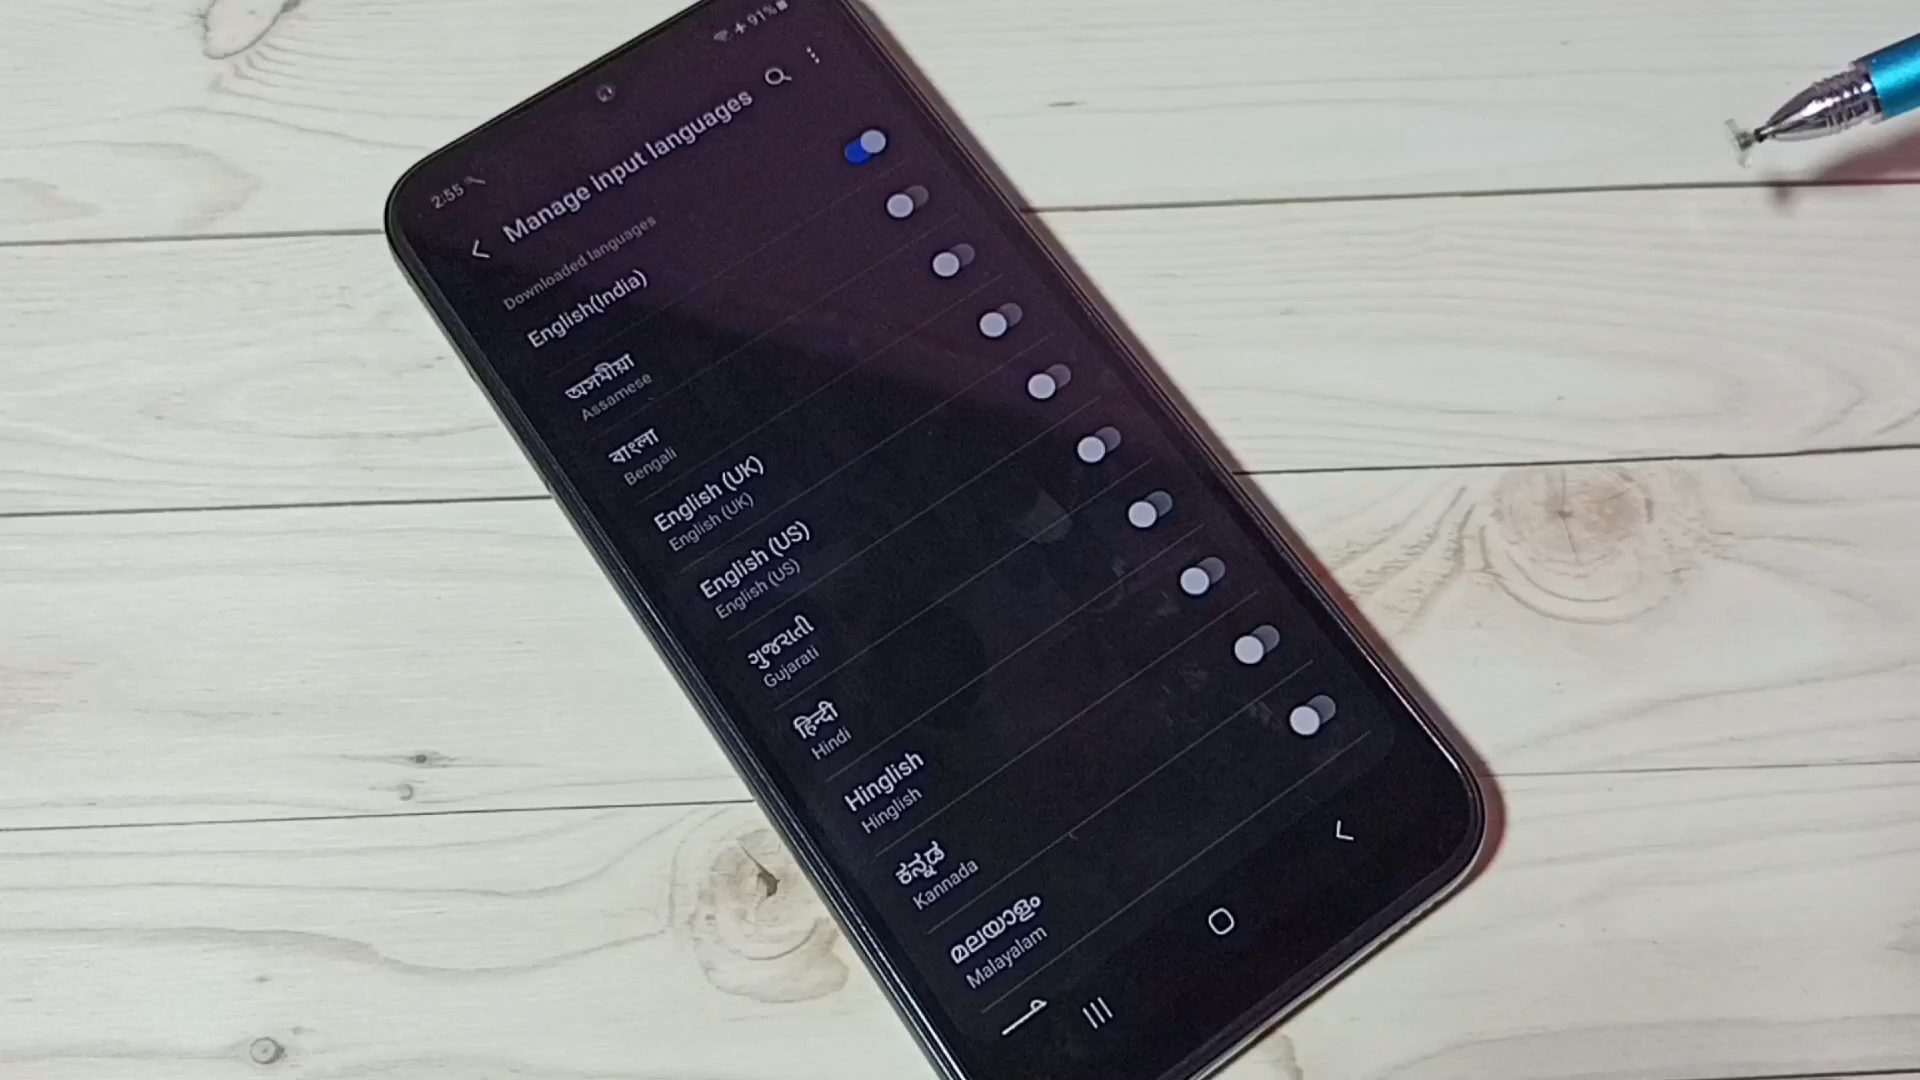 2:55
91%
Manage input languages
Downloaded languages
English(India)
অসমীয়া
Assamese
বাংলা
Bengali
English (UK)
English (UK)
English (US)
English (US)
ગુજરાતી
Gujarati
हिन्दी
Hindi
Hinglish
Hinglish
ಕನ್ನಡ
Kannada
മലയാളം
Malayalam